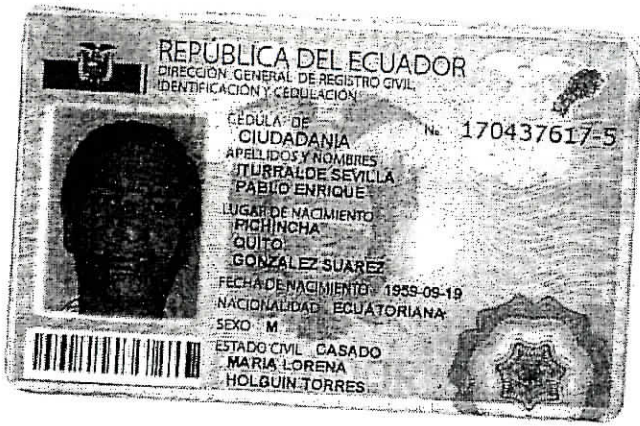 REPÚBLICA DEL ECUADOR
DIRECCIÓN GENERAL DE REGISTRO CIVIL,
IDENTIFICACIÓN Y CEDULACIÓN
CÉDULA DE
CIUDADANÍA
No. 170437617-5
APELLIDOS Y NOMBRES
ITURRALDE SEVILLA
PABLO ENRIQUE
LUGAR DE NACIMIENTO
PICHINCHA
QUITO
GONZALEZ SUAREZ
FECHA DE NACIMIENTO 1959-09-19
NACIONALIDAD ECUATORIANA
SEXO M
ESTADO CIVIL CASADO
MARIA LORENA
HOLGUIN TORRES